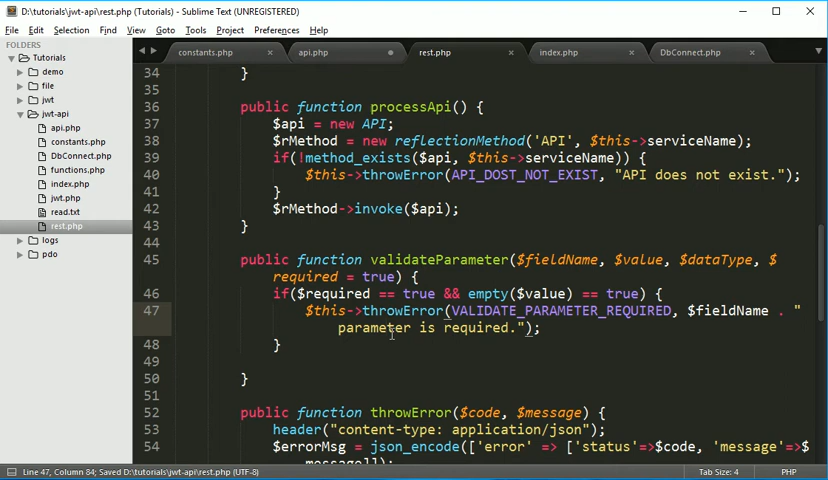 D:\tutorials\jwt-api\rest.php (Tutorials) - Sublime Text (UNREGISTERED)
File Edit Selection Find View Goto Tools Project Preferences Help
FOLDERS
Tutorials
demo
file
jwt
jwt-api
api.php
constants.php
DbConnect.php
functions.php
index.php
jwt.php
read.txt
rest.php
logs
pdo
constants.php api.php rest.php index.php DbConnect.php
34 }
35
36 public function processApi() {
37 $api = new API;
38 $rMethod = new reflectionMethod('API', $this->serviceName);
39 if(!method_exists($api, $this->serviceName)) {
40 $this->throwError(API_DOST_NOT_EXIST, "API does not exist.");
41 }
42 $rMethod->invoke($api);
43 }
44
45 public function validateParameter($fieldName, $value, $dataType, $
required = true) {
46 if($required == true && empty($value) == true) {
47 $this->throwError(VALIDATE_PARAMETER_REQUIRED, $fieldName . "
parameter is required.");
48 }
49
50 }
51
52 public function throwError($code, $message) {
53 header("content-type: application/json");
54 $errorMsg = json_encode(['error' => ['status'=>$code, 'message'=>$
message]]);
Line 47, Column 84; Saved D:\tutorials\jwt-api\rest.php (UTF-8) Tab Size: 4 PHP